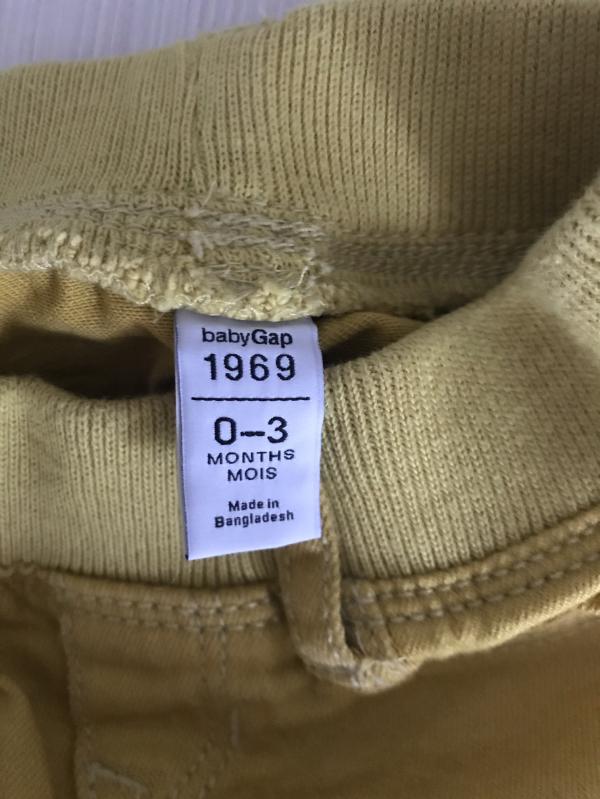 babyGap
1969
0–3
MONTHS
MOIS
Made in
Bangladesh